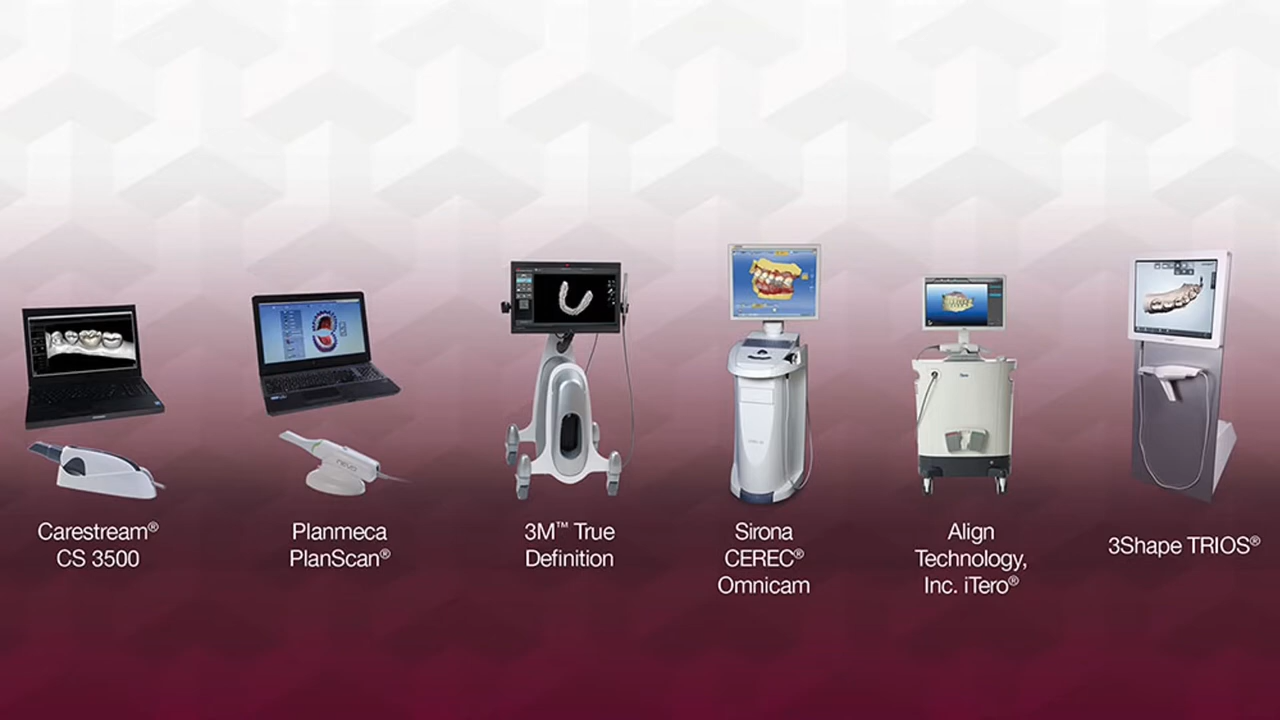 Carestream®
CS 3500
Planmeca
PlanScan®
3M™ True
Definition
Sirona
CEREC®
Omnicam
Align
Technology,
Inc. iTero®
3Shape TRIOS®